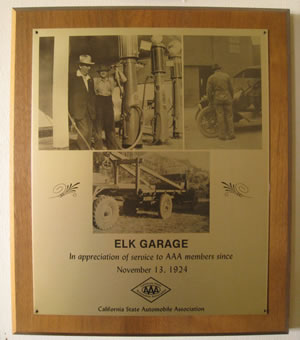 ELK GARAGE
In appreciation of service to AAA members since
November 13, 1924
AAA
California State Automobile Association